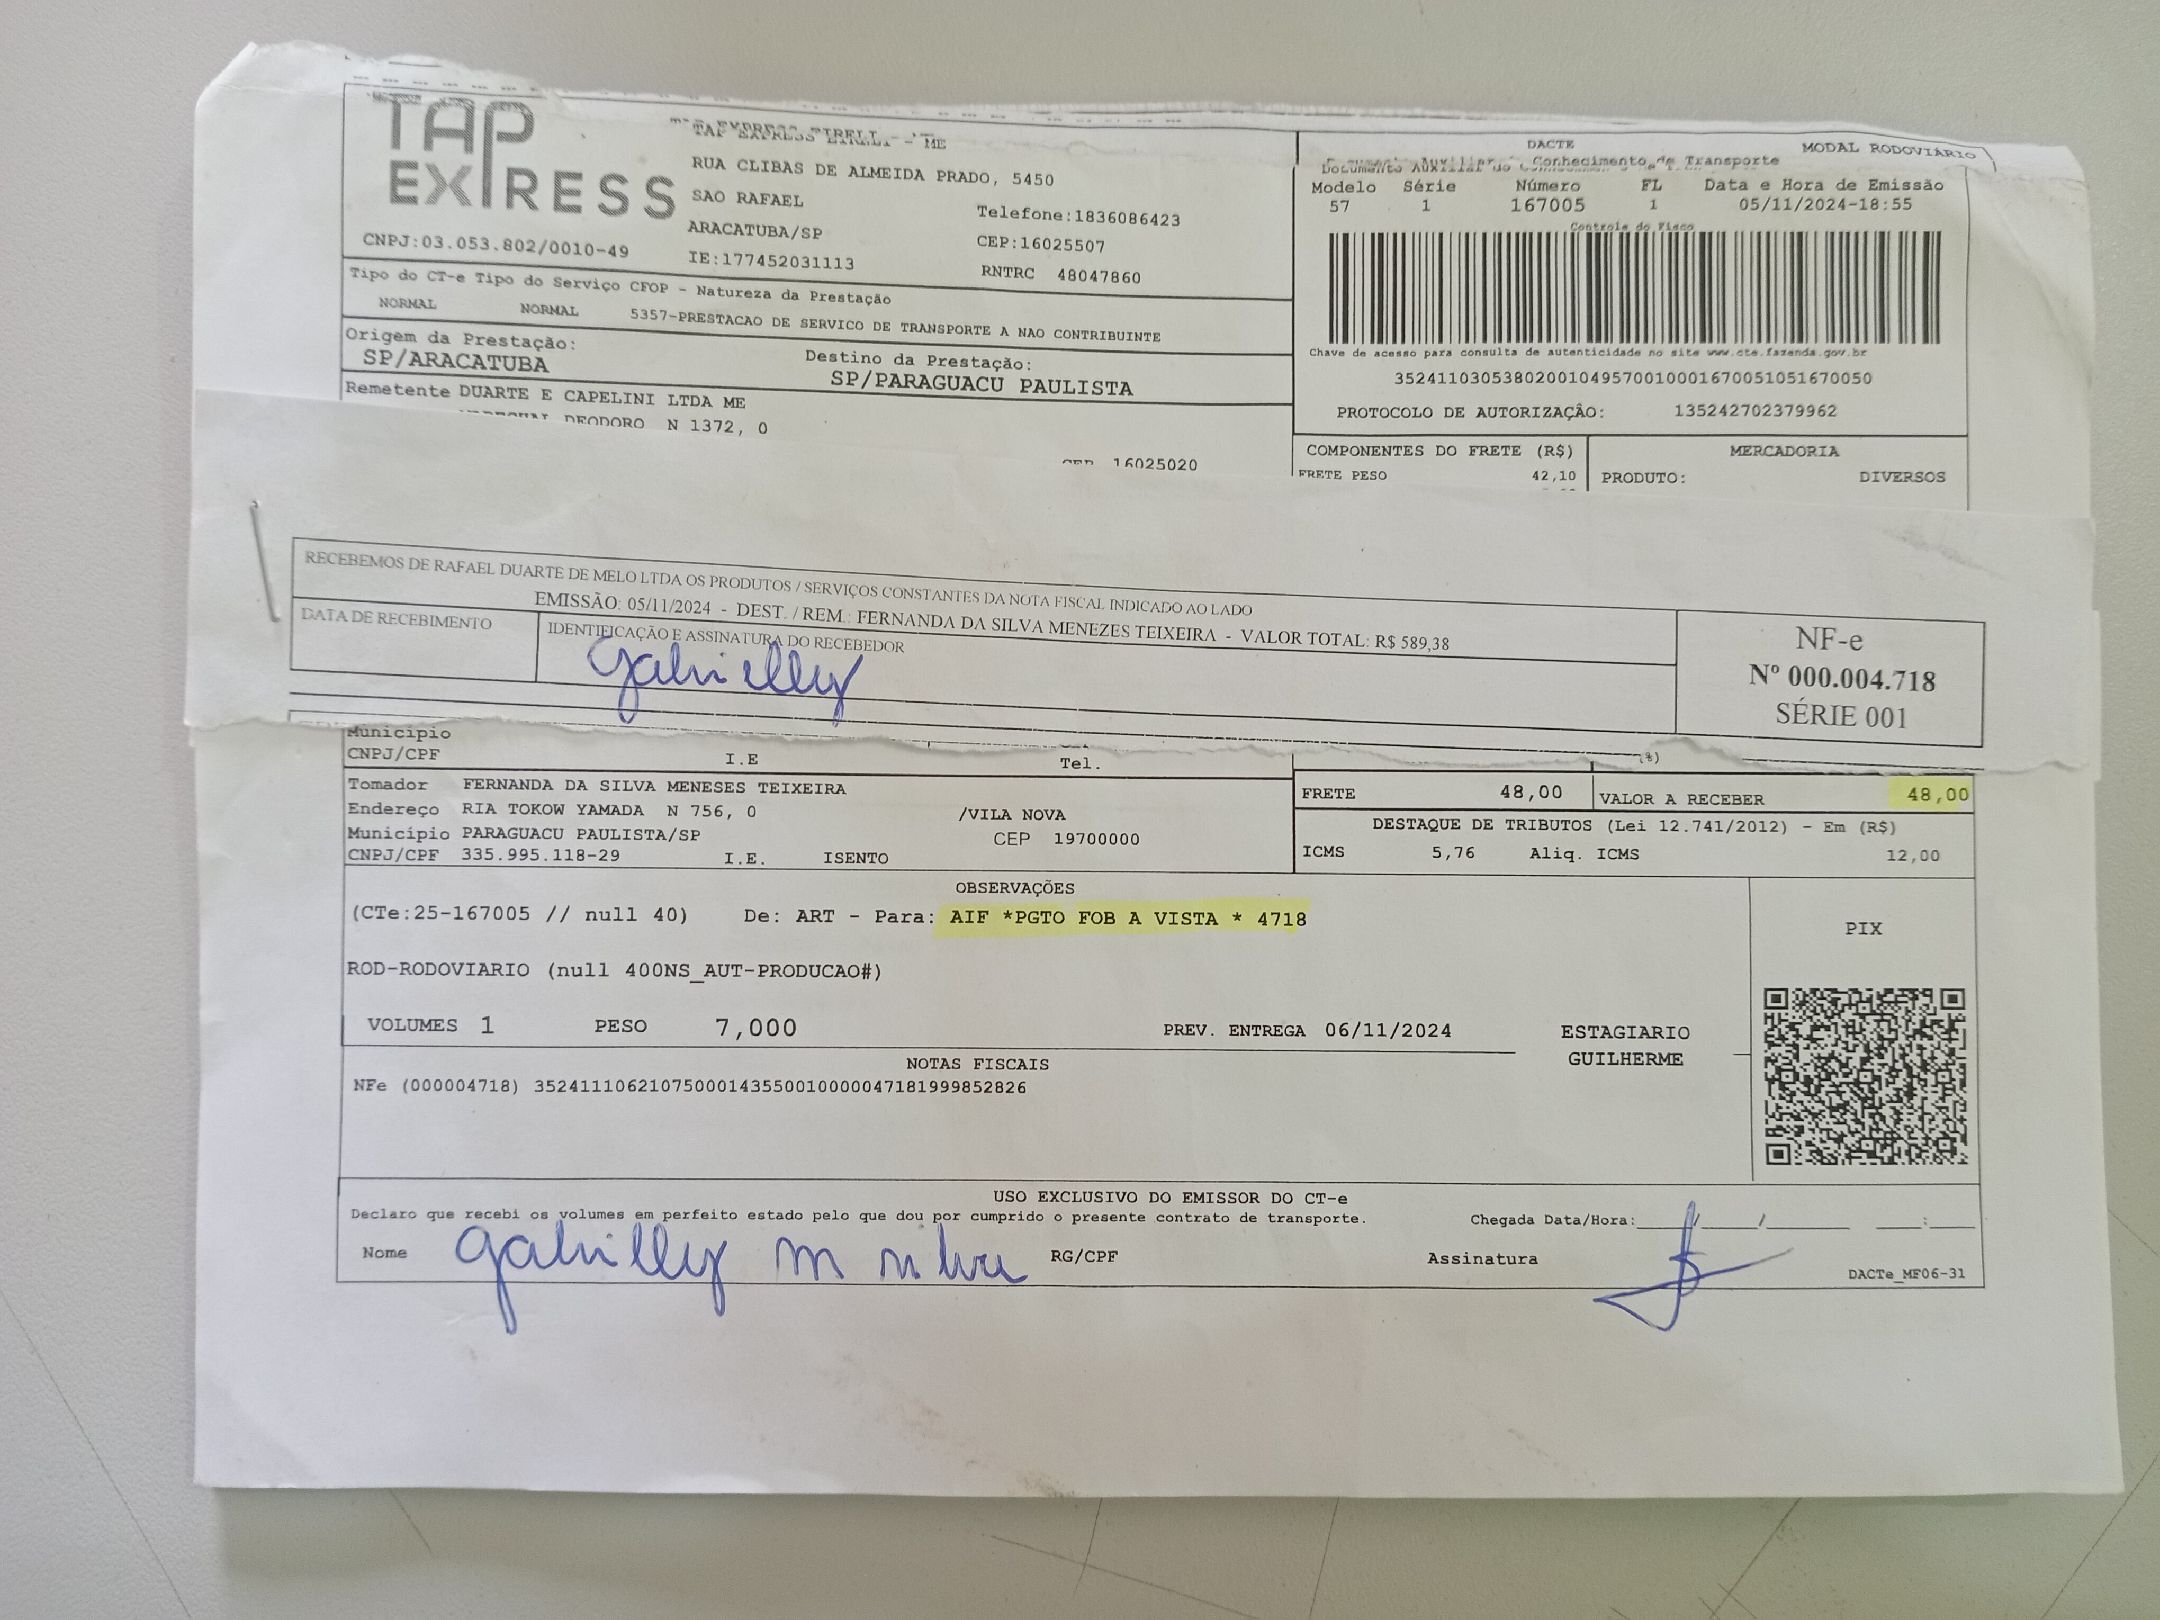 TAP
EXPRESS
TAP EXPRESS EIRELI - ME
RUA CLIBAS DE ALMEIDA PRADO, 5450
SAO RAFAEL
Telefone:1836086423
ARACATUBA/SP
CEP:16025507
CNPJ:03.053.802/0010-49
IE:177452031113
RNTRC 48047860
DACTE
MODAL RODOVIÁRIO
Documento Auxiliar do Conhecimento de Transporte
Modelo Série Número FL Data e Hora de Emissão
57 1 167005 1 05/11/2024-18:55
Controle do Fisco
Tipo do CT-e Tipo do Serviço CFOP - Natureza da Prestação
NORMAL NORMAL 5357-PRESTACAO DE SERVICO DE TRANSPORTE A NAO CONTRIBUINTE
Origem da Prestação:
SP/ARACATUBA
Destino da Prestação:
SP/PARAGUACU PAULISTA
Chave de acesso para consulta de autenticidade no site www.cte.fazenda.gov.br
35241103053802001049570010001670051051670050
PROTOCOLO DE AUTORIZAÇÂO: 135242702379962
Remetente DUARTE E CAPELINI LTDA ME
DEODORO N 1372, 0
CEP 16025020
COMPONENTES DO FRETE (R$)
FRETE PESO 42,10
MERCADORIA
PRODUTO: DIVERSOS
RECEBEMOS DE RAFAEL DUARTE DE MELO LTDA OS PRODUTOS / SERVIÇOS CONSTANTES DA NOTA FISCAL INDICADO AO LADO
EMISSÃO: 05/11/2024 - DEST. / REM.: FERNANDA DA SILVA MENEZES TEIXEIRA - VALOR TOTAL: R$ 589,38
DATA DE RECEBIMENTO
IDENTIFICAÇÃO E ASSINATURA DO RECEBEDOR
Gabrielly
NF-e
Nº 000.004.718
SÉRIE 001
Município
CNPJ/CPF I.E Tel.
(%)
Tomador FERNANDA DA SILVA MENESES TEIXEIRA
Endereço RIA TOKOW YAMADA N 756, 0 /VILA NOVA
Município PARAGUACU PAULISTA/SP CEP 19700000
CNPJ/CPF 335.995.118-29 I.E. ISENTO
FRETE 48,00 VALOR A RECEBER 48,00
DESTAQUE DE TRIBUTOS (Lei 12.741/2012) - Em (R$)
ICMS 5,76 Aliq. ICMS 12,00
OBSERVAÇÕES
(CTe:25-167005 // null 40) De: ART - Para: AIF *PGTO FOB A VISTA * 4718
ROD-RODOVIARIO (null 400NS_AUT-PRODUCAO#)
PIX
VOLUMES 1 PESO 7,000 PREV. ENTREGA 06/11/2024
ESTAGIARIO
GUILHERME
NOTAS FISCAIS
NFe (000004718) 35241110621075000143550010000047181999852826
USO EXCLUSIVO DO EMISSOR DO CT-e
Declaro que recebi os volumes em perfeito estado pelo que dou por cumprido o presente contrato de transporte.
Chegada Data/Hora:____/____/______ ___:___
Nome Gabrielly m RG/CPF Assinatura
DACTe_MF06-31